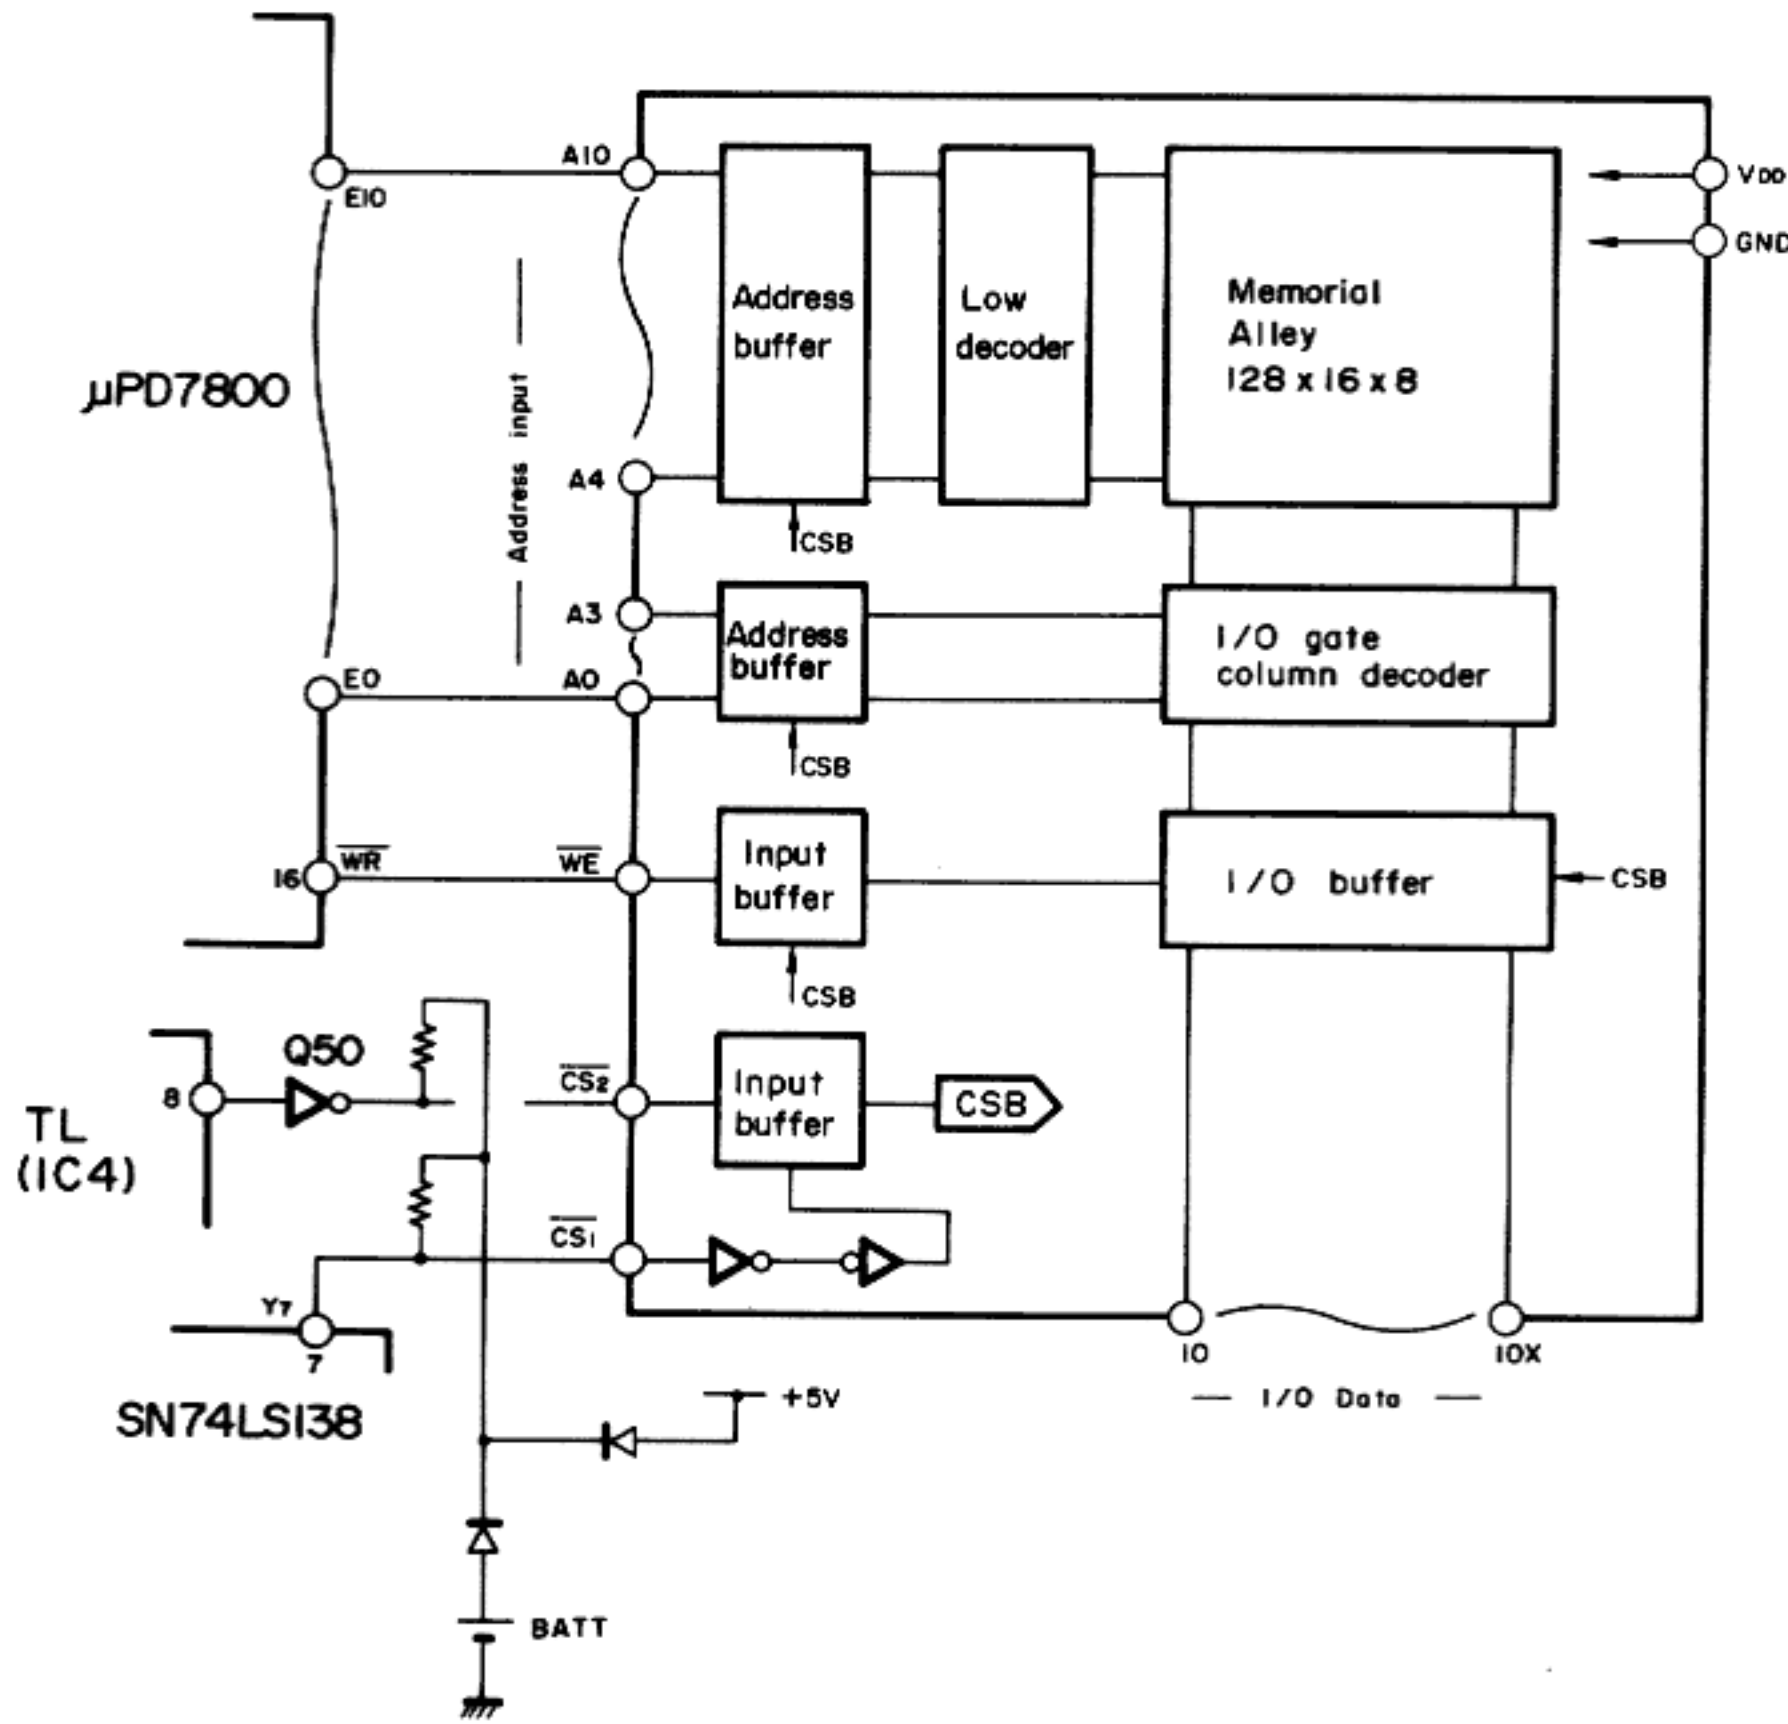 A10
E10
VDD
GND
Address
buffer
Low
decoder
Memorial
Alley
128 x 16 x 8
Address input
µPD7800
A4
CSB
A3
Address
buffer
I/O gate
column decoder
E0
A0
CSB
16
WR
WE
Input
buffer
I/O buffer
CSB
CSB
Q50
8
TL
(IC4)
CS2
Input
buffer
CSB
CS1
Y7
7
SN74LS138
10
10X
I/O Data
+5V
BATT